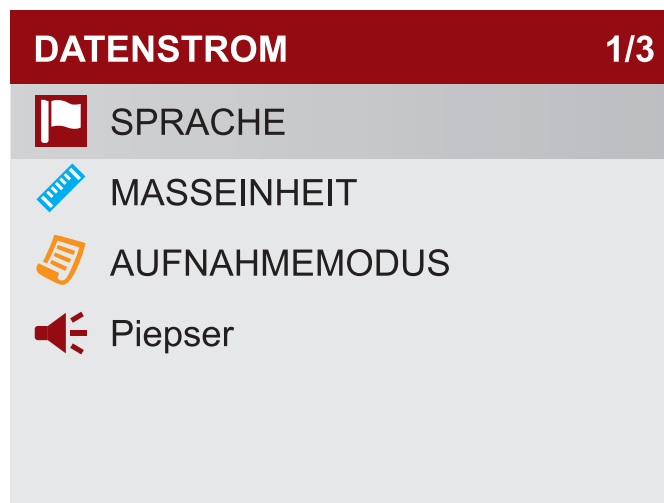 DATENSTROM 1/3
SPRACHE
MASSEINHEIT
AUFNAHMEMODUS
Piepser